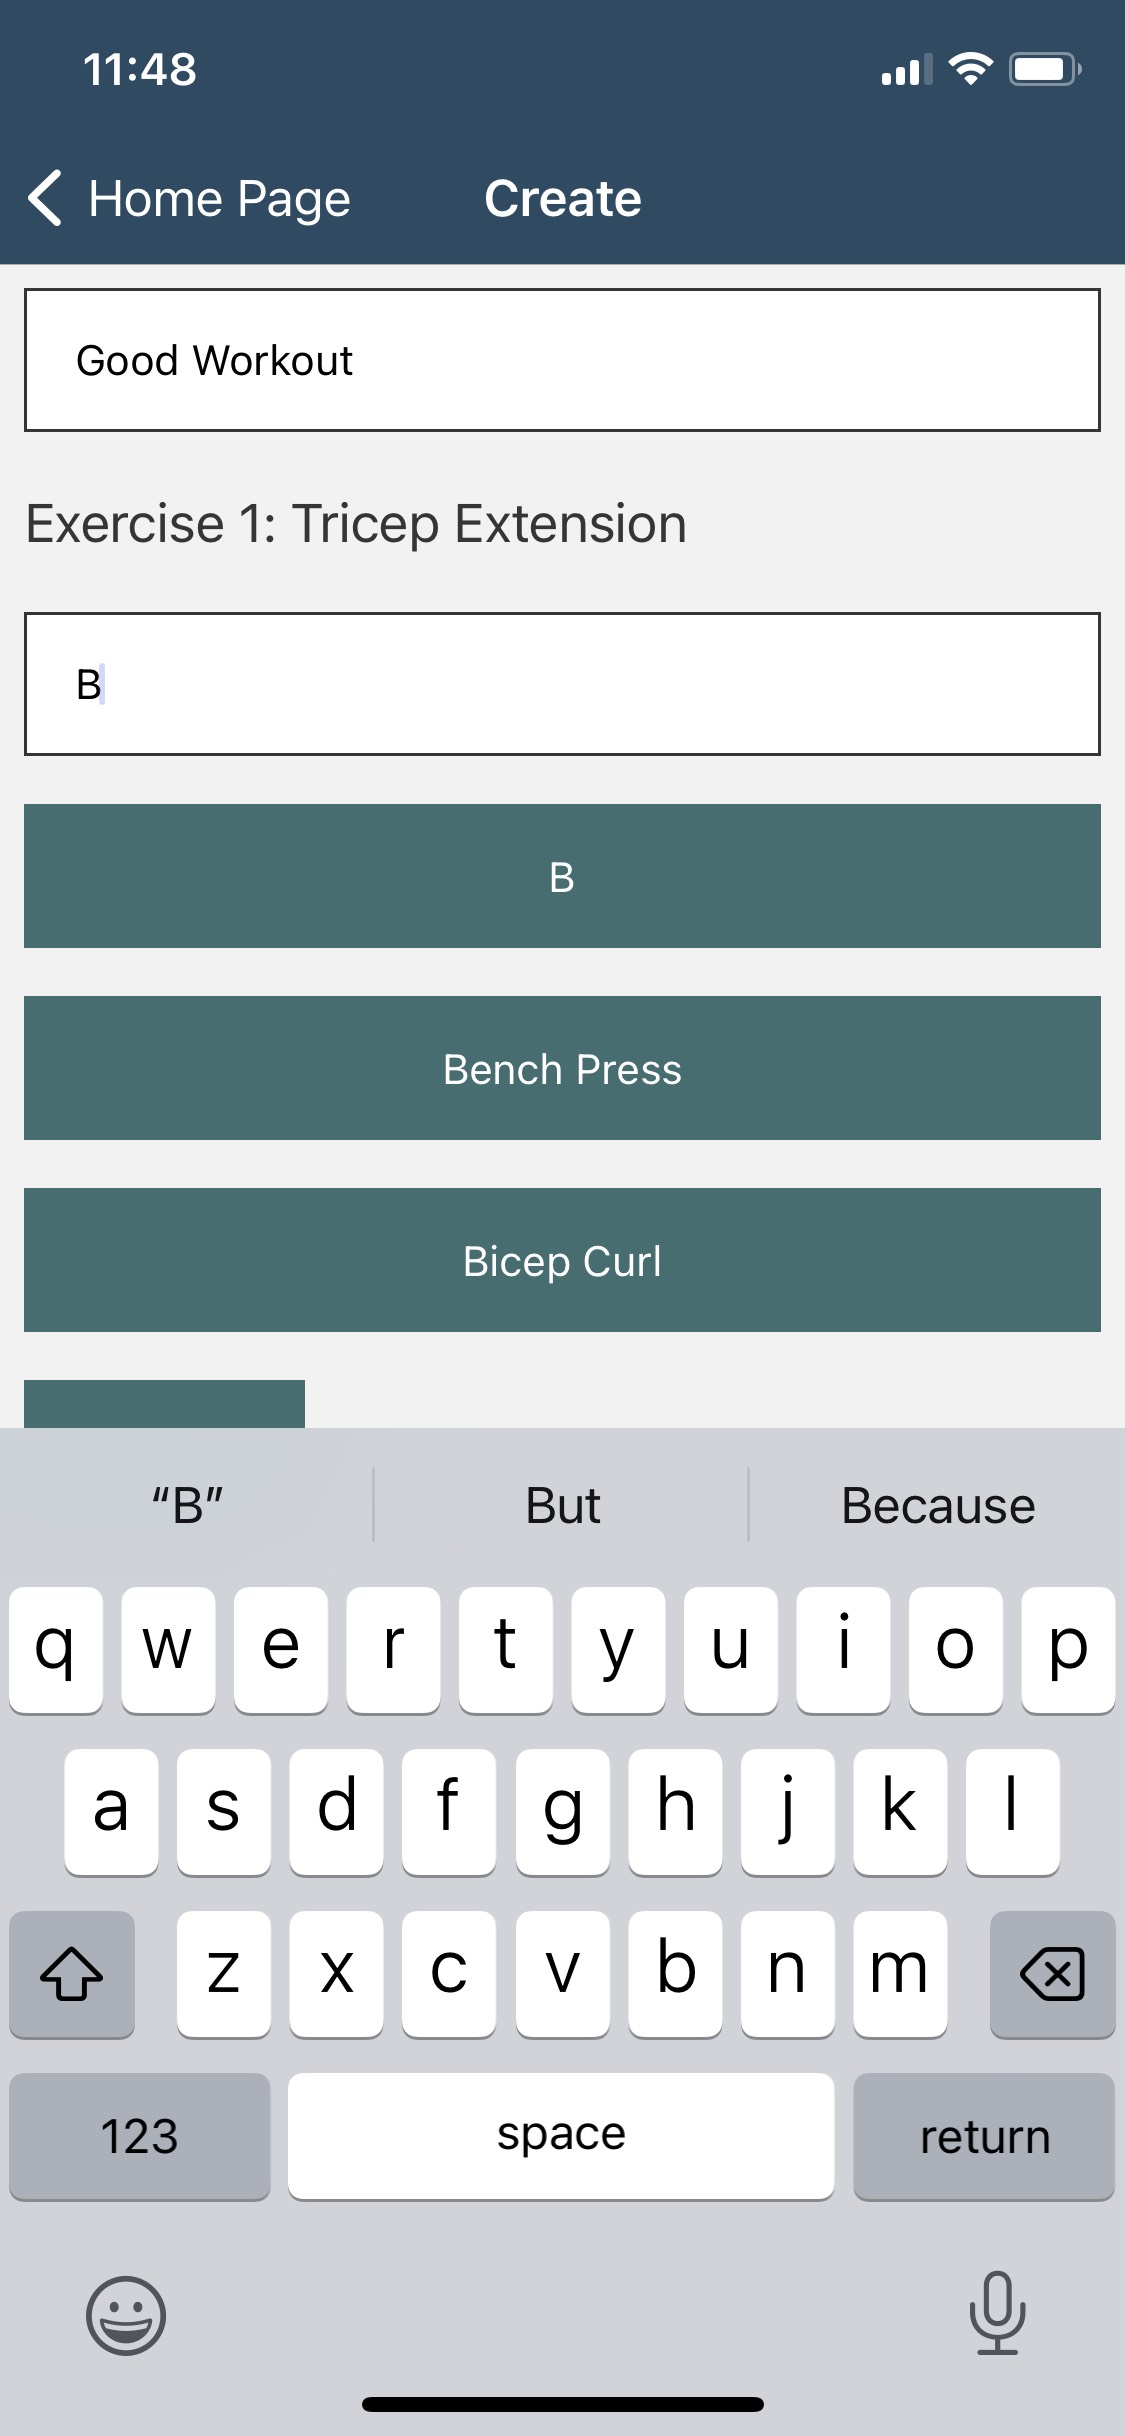 11:48
Home Page Create
Good Workout
Exercise 1: Tricep Extension
B
B
Bench Press
Bicep Curl
“B” But Because
q w e r t y u i o p
a s d f g h j k l
z x c v b n m
123 space return